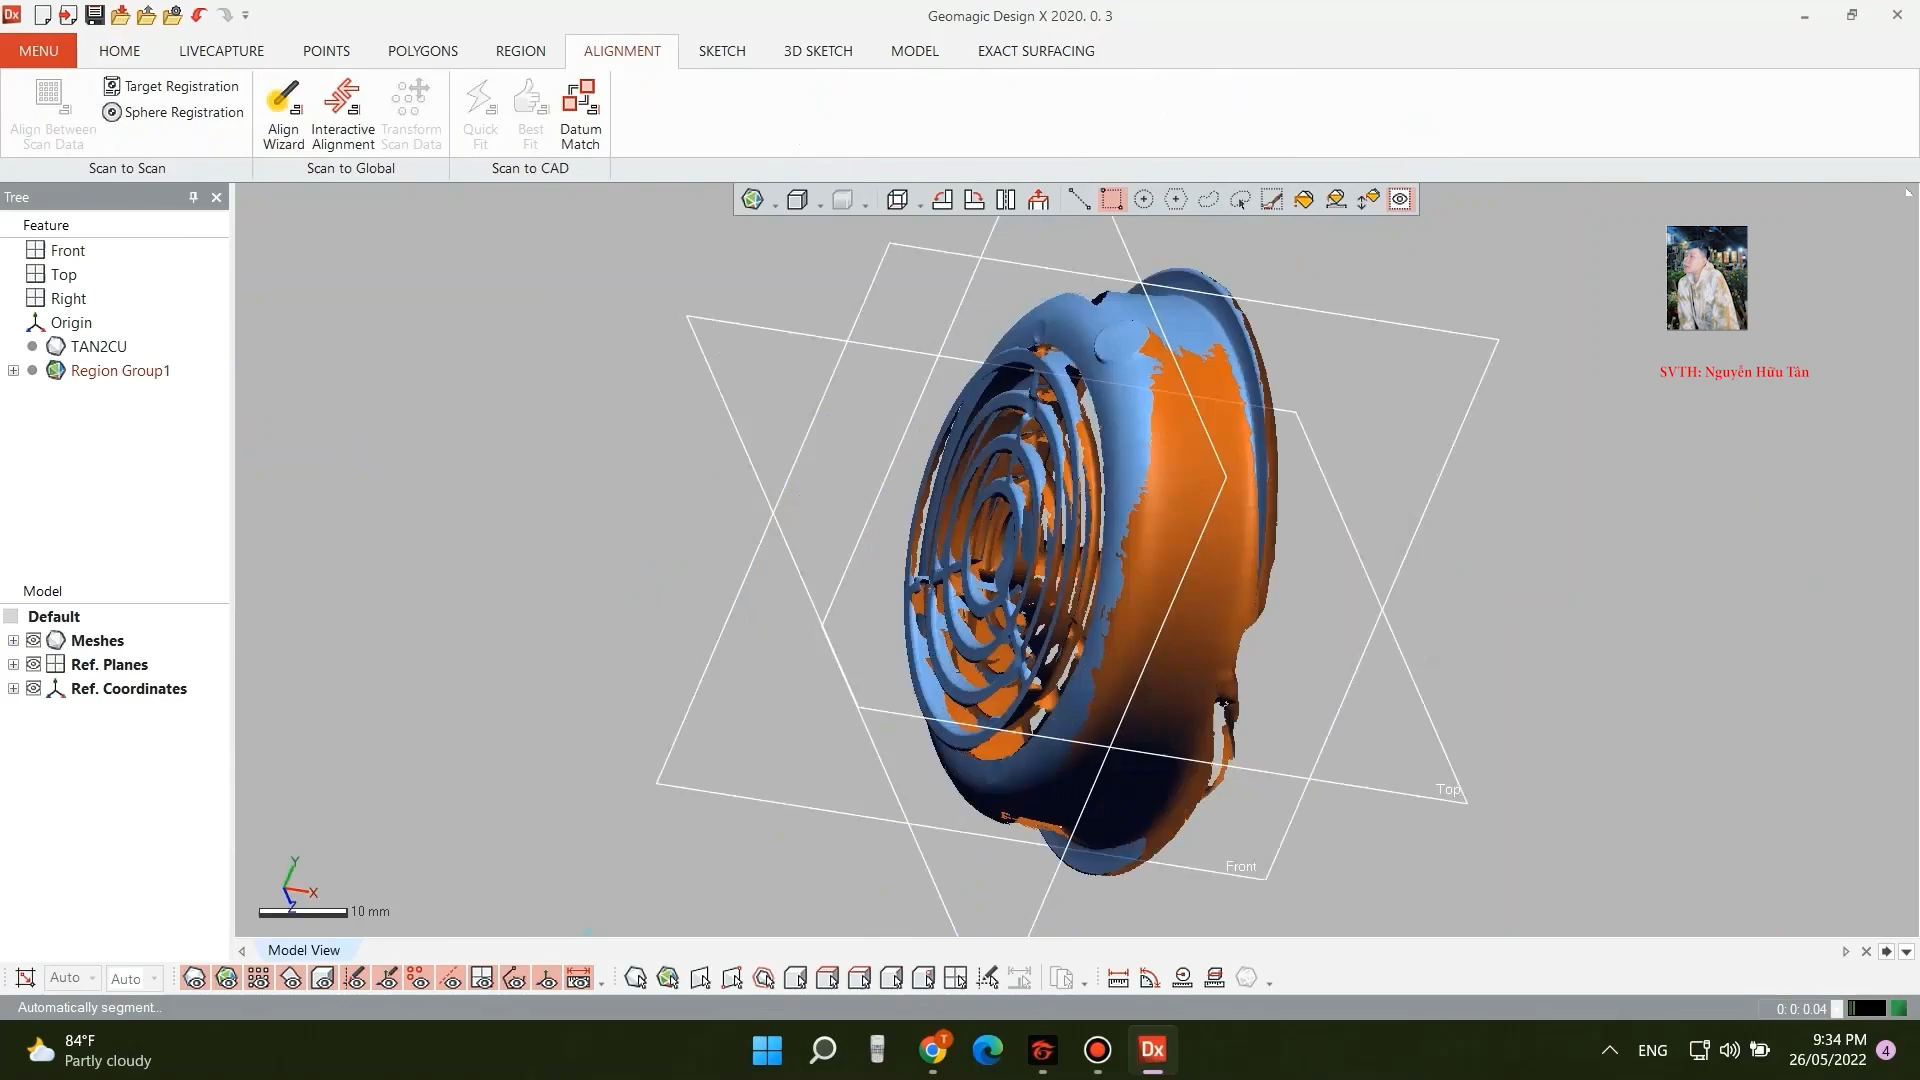 Dx
Geomagic Design X 2020. 0. 3
MENU
HOME
LIVECAPTURE
POINTS
POLYGONS
REGION
ALIGNMENT
SKETCH
3D SKETCH
MODEL
EXACT SURFACING
Target Registration
Sphere Registration
Align Between
Scan Data
Align
Wizard
Interactive
Alignment
Transform
Scan Data
Quick
Fit
Best
Fit
Datum
Match
Scan to Scan
Scan to Global
Scan to CAD
Tree
Feature
Front
Top
Right
Origin
TAN2CU
Region Group1
SVTH: Nguyễn Hữu Tân
Model
Default
Meshes
Ref. Planes
Ref. Coordinates
Top
Front
Y
X
Z
10 mm
Model View
Auto
Auto
Automatically segment...
0: 0: 0.04
84°F
Partly cloudy
T
Dx
ENG
9:34 PM
26/05/2022
4